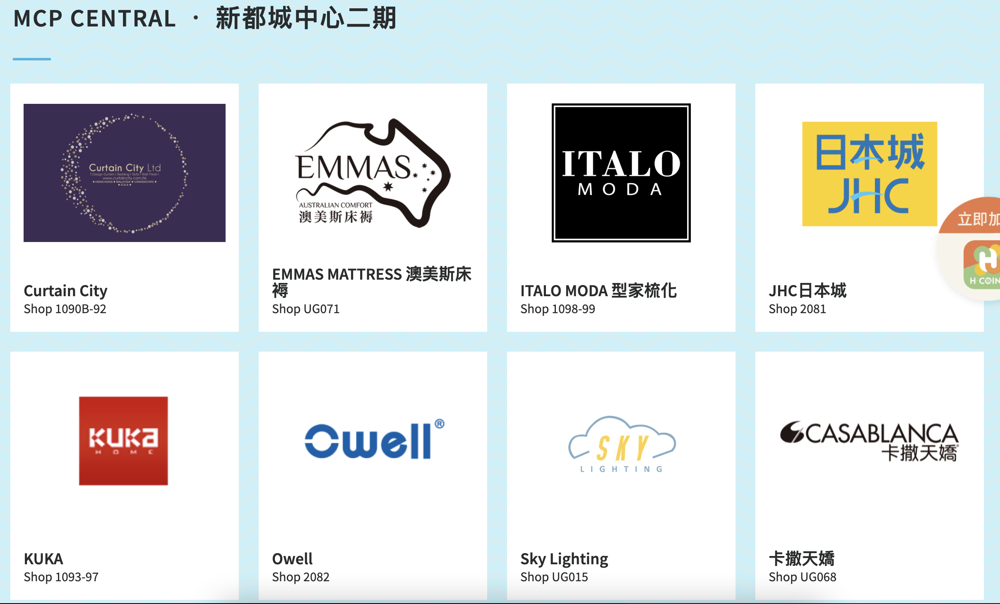 MCP CENTRAL · 新都城中心二期
Curtain City Ltd
| Design Curtain | Bedding | Sofa | Wall Panel |
www.curtaincity.com.hk
◆ HONG KONG ◆ MALAYSIA ◆ CANADA(VAN) ◆
◆ G.B.A ◆
Curtain City
Shop 1090B-92
EMMAS
AUSTRALIAN COMFORT
澳美斯床褥
EMMAS MATTRESS 澳美斯床
褥
Shop UG071
ITALO
MODA
ITALO MODA 型家梳化
Shop 1098-99
日本城
JHC
JHC日本城
Shop 2081
立即加
H·COIN
KUKA
HOME
KUKA
Shop 1093-97
Owell®
Owell
Shop 2082
SKY
LIGHTING
Sky Lighting
Shop UG015
CASABLANCA
卡撒天嬌
卡撒天嬌
Shop UG068